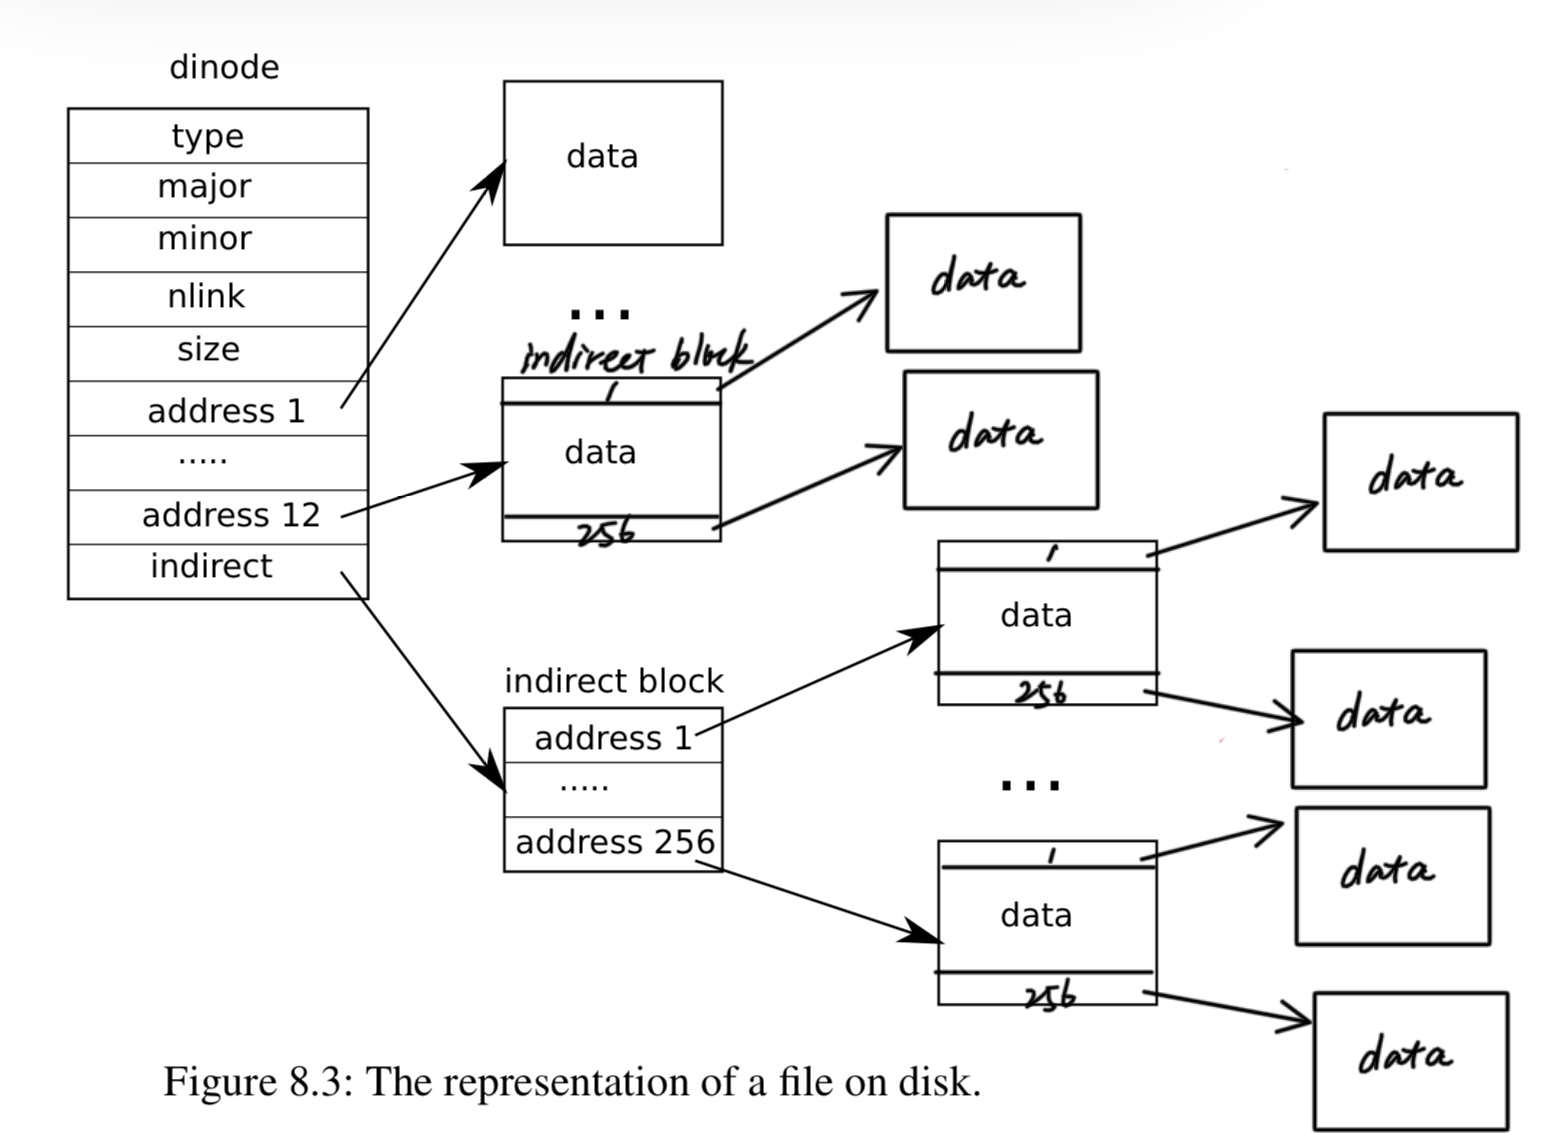 dinode
type
major
minor
nlink
size
address 1
.....
address 12
indirect
data
...
indirect block
1
data
256
data
data
indirect block
address 1
.....
address 256
1
data
256
...
1
data
256
data
data
data
data
Figure 8.3: The representation of a file on disk.